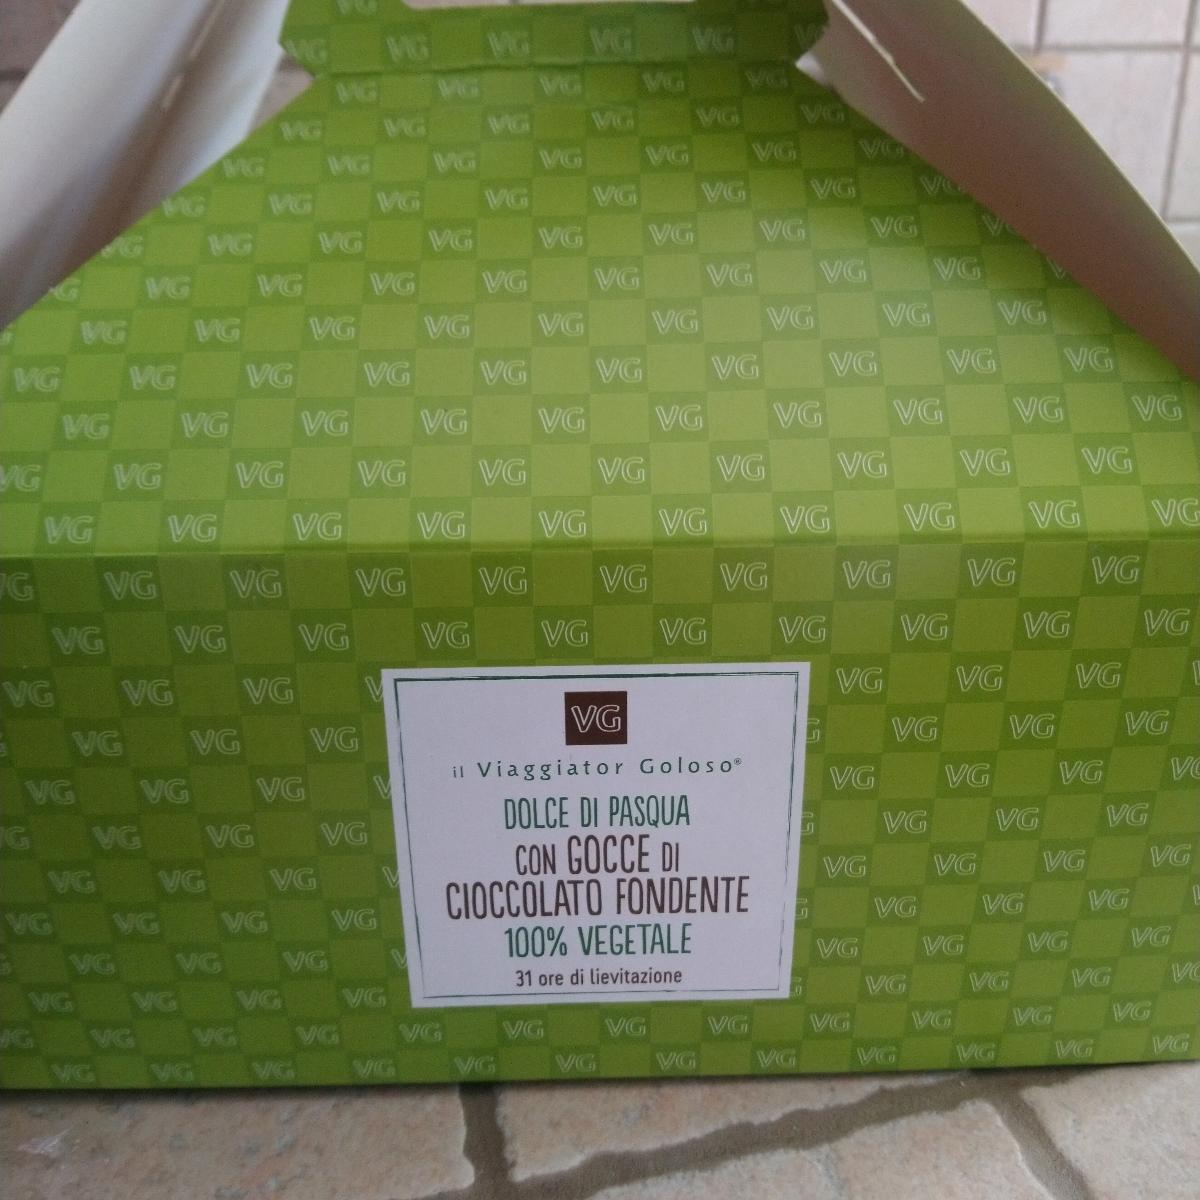 VG
il Viaggiator Goloso®
DOLCE DI PASQUA
CON GOCCE DI
CIOCCOLATO FONDENTE
100% VEGETALE
31 ore di lievitazione